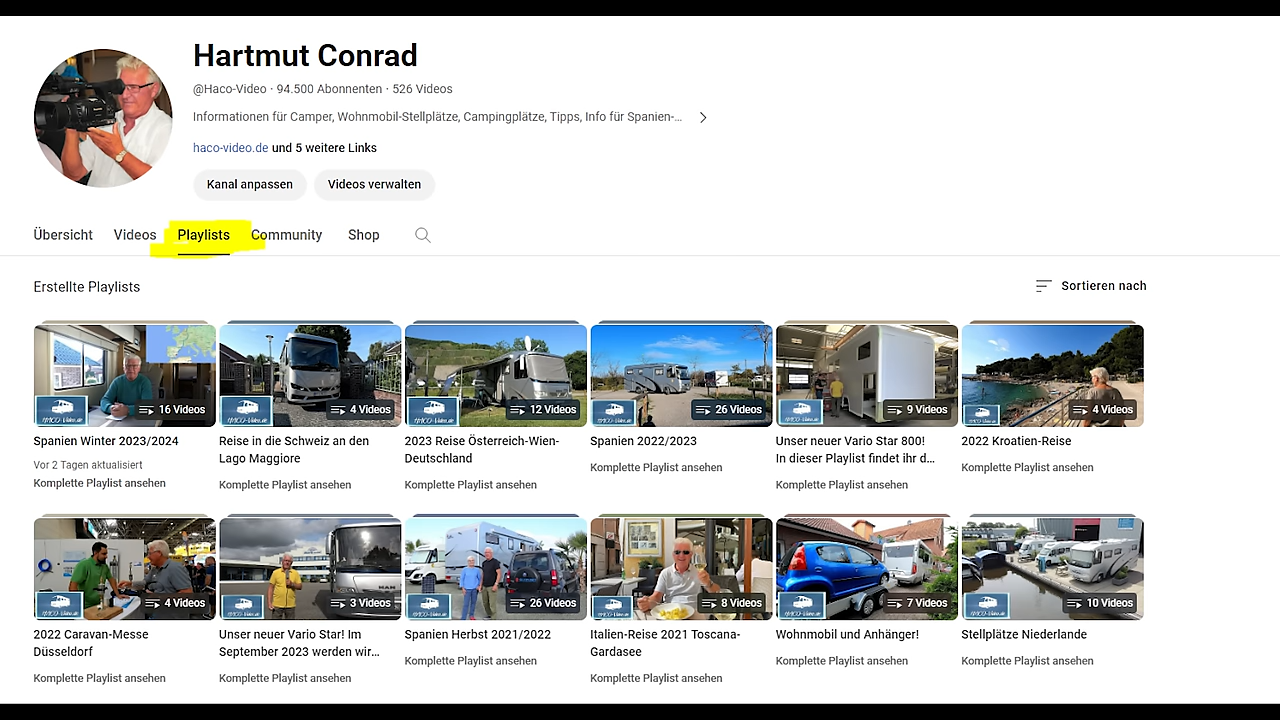 Hartmut Conrad
@Haco-Video · 94.500 Abonnenten · 526 Videos
Informationen für Camper, Wohnmobil-Stellplätze, Campingplätze, Tipps, Info für Spanien-...
haco-video.de und 5 weitere Links
Kanal anpassen Videos verwalten
Übersicht Videos Playlists Community Shop
Erstellte Playlists Sortieren nach
16 Videos 4 Videos 12 Videos 26 Videos 9 Videos 4 Videos
Spanien Winter 2023/2024
Vor 2 Tagen aktualisiert
Komplette Playlist ansehen
Reise in die Schweiz an den
Lago Maggiore
Komplette Playlist ansehen
2023 Reise Österreich-Wien-
Deutschland
Komplette Playlist ansehen
Spanien 2022/2023
Komplette Playlist ansehen
Unser neuer Vario Star 800!
In dieser Playlist findet ihr d...
Komplette Playlist ansehen
2022 Kroatien-Reise
Komplette Playlist ansehen
4 Videos 3 Videos 26 Videos 8 Videos 7 Videos 10 Videos
2022 Caravan-Messe
Düsseldorf
Komplette Playlist ansehen
Unser neuer Vario Star! Im
September 2023 werden wir...
Komplette Playlist ansehen
Spanien Herbst 2021/2022
Komplette Playlist ansehen
Italien-Reise 2021 Toscana-
Gardasee
Komplette Playlist ansehen
Wohnmobil und Anhänger!
Komplette Playlist ansehen
Stellplätze Niederlande
Komplette Playlist ansehen